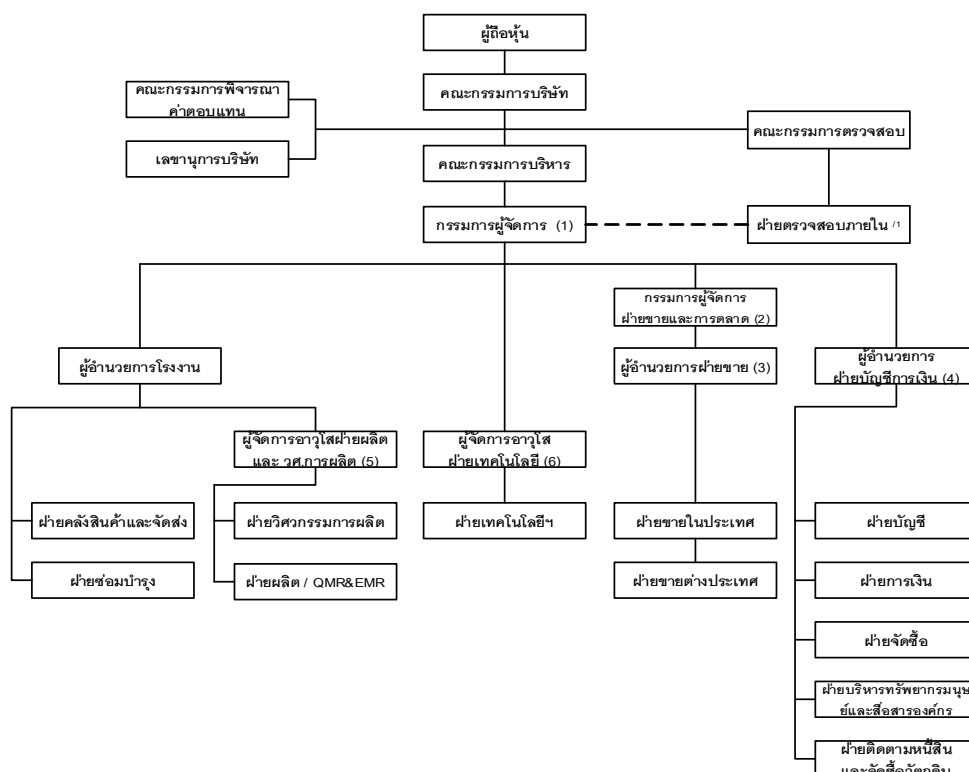 ผู้ถือหุ้น
คณะกรรมการบริษัท
คณะกรรมการพิจารณา
ค่าตอบแทน
คณะกรรมการตรวจสอบ
เลขานุการบริษัท
คณะกรรมการบริหาร
กรรมการผู้จัดการ (1)
ฝ่ายตรวจสอบภายใน /1
กรรมการผู้จัดการ
ฝ่ายขายและการตลาด (2)
ผู้อำนวยการโรงงาน
ผู้อำนวยการฝ่ายขาย (3)
ผู้อำนวยการ
ฝ่ายบัญชีการเงิน (4)
ผู้จัดการอาวุโสฝ่ายผลิต
และ วศ.การผลิต (5)
ผู้จัดการอาวุโส
ฝ่ายเทคโนโลยี (6)
ฝ่ายคลังสินค้าและจัดส่ง
ฝ่ายวิศวกรรมการผลิต
ฝ่ายเทคโนโลยีฯ
ฝ่ายขายในประเทศ
ฝ่ายบัญชี
ฝ่ายซ่อมบำรุง
ฝ่ายผลิต / QMR&EMR
ฝ่ายขายต่างประเทศ
ฝ่ายการเงิน
ฝ่ายจัดซื้อ
ฝ่ายบริหารทรัพยากรมนุษ
ย์และสื่อสารองค์กร
ฝ่ายติดตามหนี้สิน
และจัดซื้อวัตถุดิบ